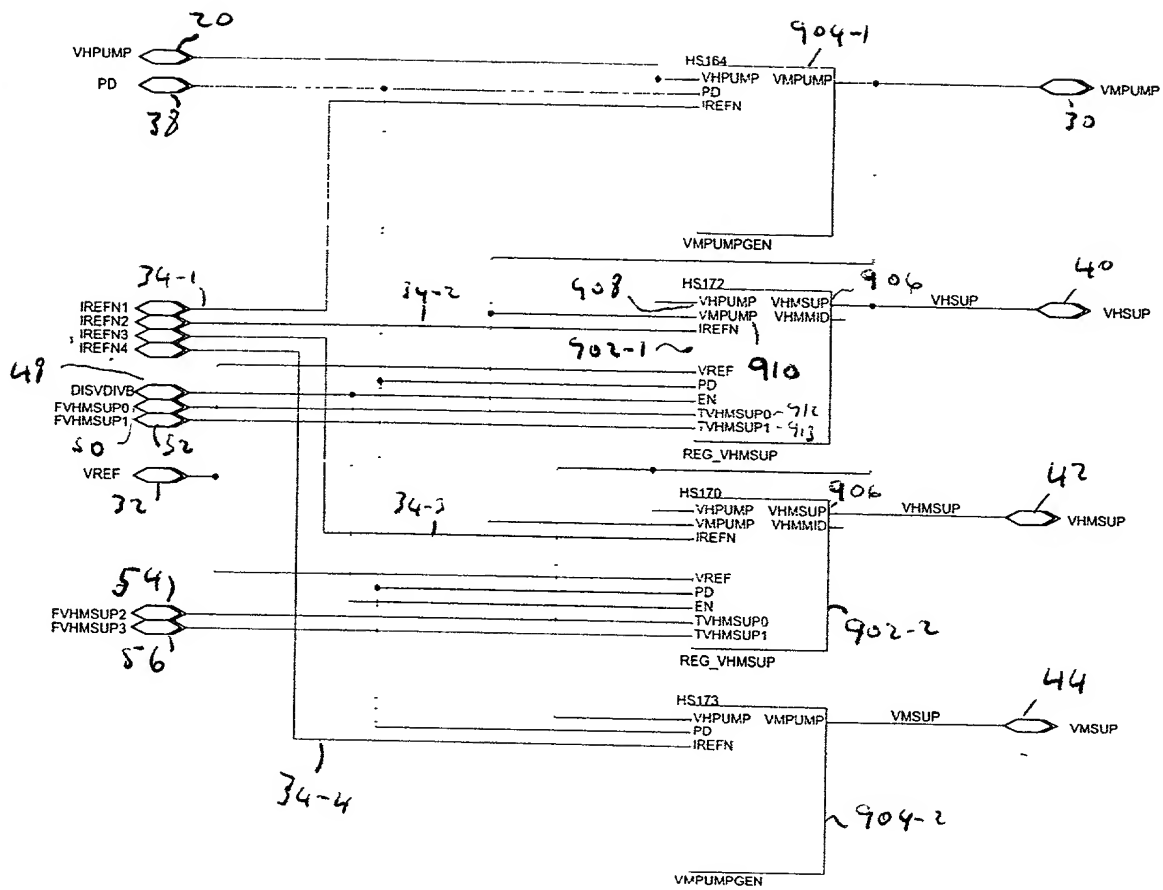 20
904-1
VHPUMP
HS164
VHPUMP VMPUMP
PD
PD
IREFN
VMPUMP
38
30
VMPUMPGEN
34-1
HS172
906
40
IREFN1
34-2
908
VHPUMP VHMSUP
VHSUP
VHSUP
IREFN2
VMPUMP VHMMID
IREFN3
IREFN
IREFN4
902-1
910
48
VREF
PD
DISVDIVB
EN
FVHMSUP0
TVHMSUP0 912
FVHMSUP1
TVHMSUP1 913
50 52
REG_VHMSUP
VREF
32
HS170
906
42
34-3
VHPUMP VHMSUP
VHMSUP
VHMSUP
VMPUMP VHMMID
IREFN
54
VREF
PD
FVHMSUP2
EN
FVHMSUP3
TVHMSUP0
TVHMSUP1
902-2
56
REG_VHMSUP
HS173
44
VHPUMP VMPUMP
VMSUP
VMSUP
PD
IREFN
34-4
904-2
VMPUMPGEN